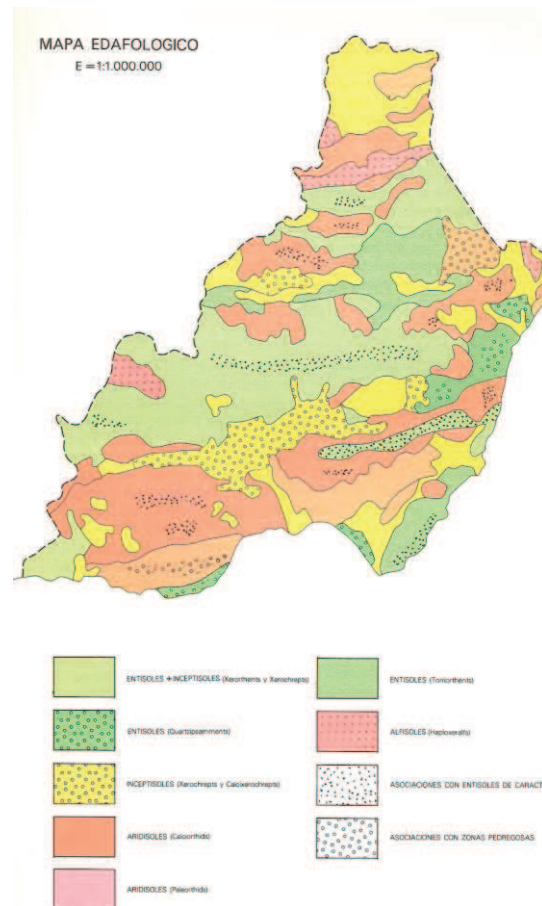 MAPA EDAFOLOGICO
E = 1:1.000.000
ENTISOLES + INCEPTISOLES (Xerorthents y Xerochrepts)
ENTISOLES (Torriorthents)
ENTISOLES (Quartsipsamments)
ALFISOLES (Haploxeralfs)
INCEPTISOLES (Xerochrepts y Calcixerochrepts)
ASOCIACIONES CON ENTISOLES DE CARACT
ARIDISOLES (Calciorthids)
ASOCIACIONES CON ZONAS PEDREGOSAS
ARIDISOLES (Paleorthids)